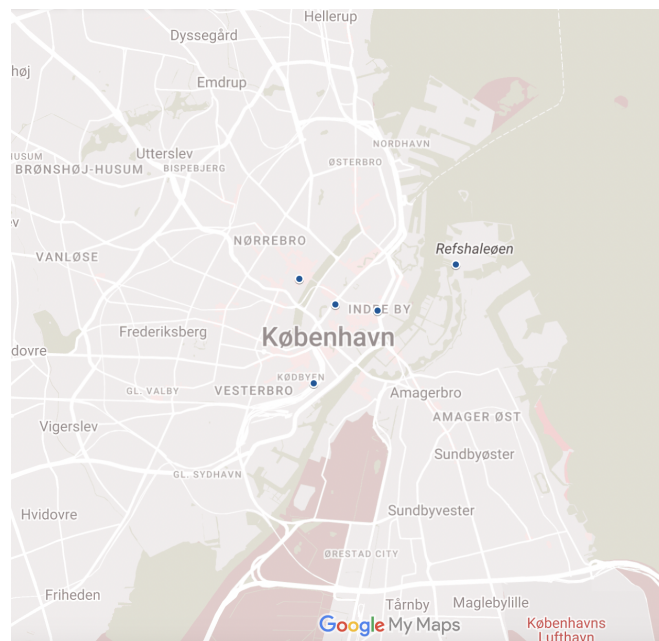 Hellerup
Dyssegård
høj
Emdrup
NORDHAVN
HUSUM
Utterslev
ØSTERBRO
BRØNSHØJ-HUSUM
BISPEBJERG
NØRREBRO
Refshaleøen
VANLØSE
INDRE BY
Frederiksberg
København
dovre
KØDBYEN
GL. VALBY
VESTERBRO
Amagerbro
AMAGER ØST
Vigerslev
Sundbyøster
GL. SYDHAVN
Hvidovre
Sundbyvester
ØRESTAD CITY
Friheden
Tårnby
Maglebylille
Google My Maps
Københavns
Lufthavn